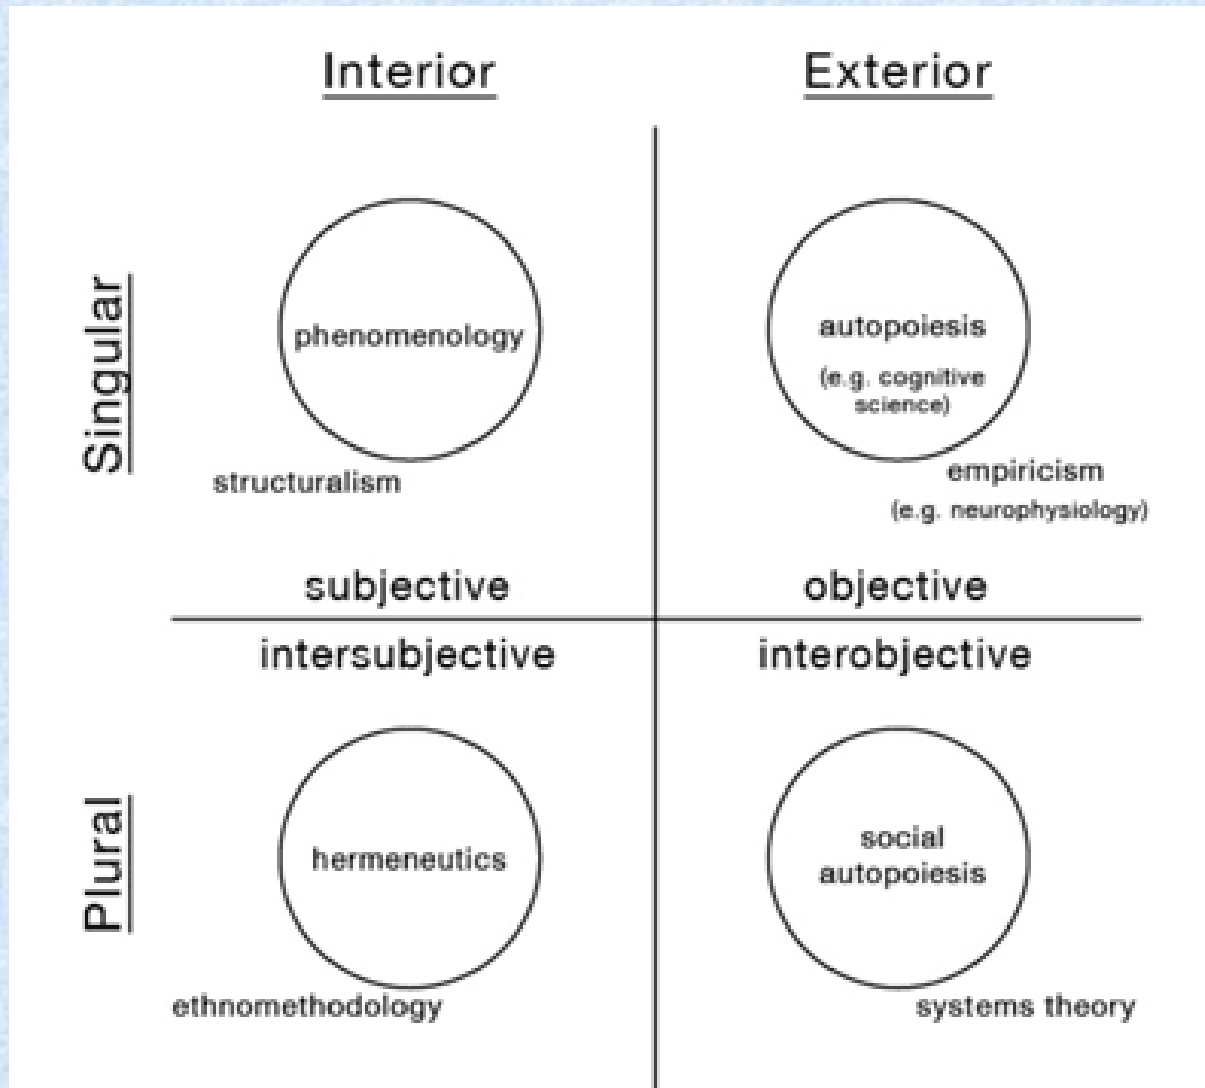 Interior
Exterior
Singular
phenomenology
structuralism
subjective
autopoiesis
(e.g. cognitive
science)
empiricism
(e.g. neurophysiology)
objective
Plural
intersubjective
hermeneutics
ethnomethodology
interobjective
social
autopoiesis
systems theory